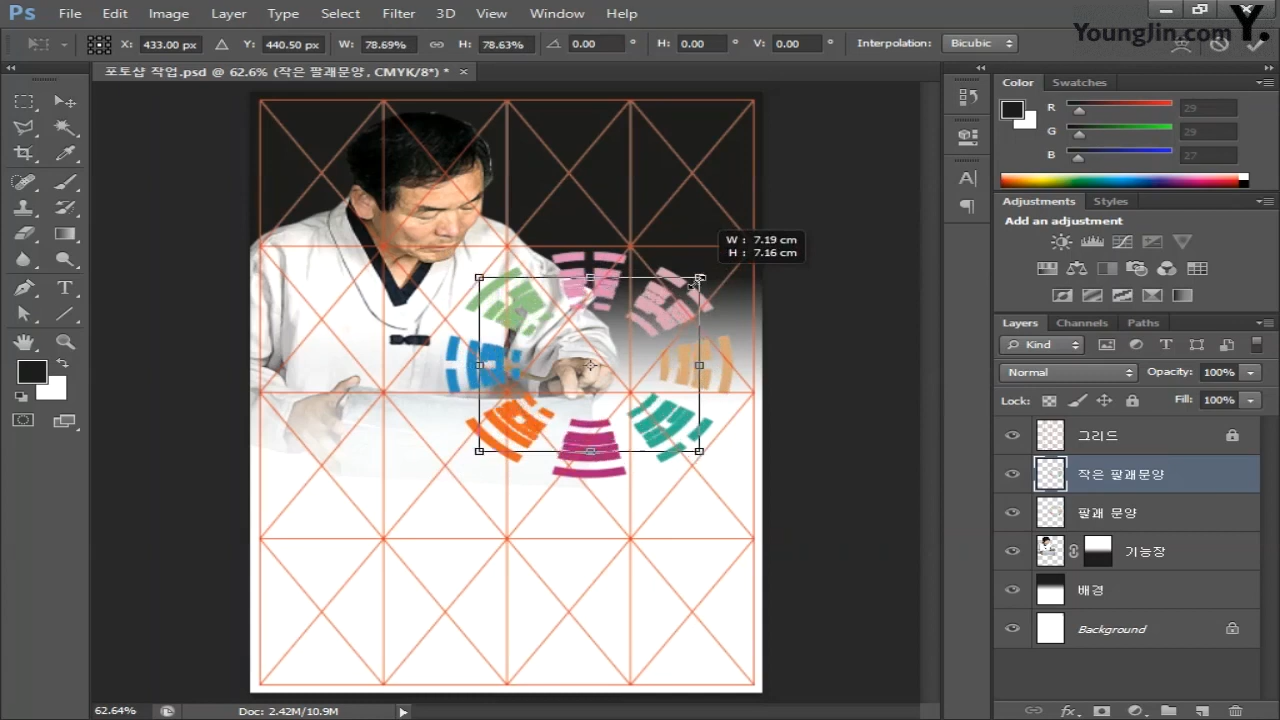 Ps File Edit Image Layer Type Select Filter 3D View Window Help
YoungJin.com Y.
X: 433.00 px Y: 440.50 px W: 78.69% H: 78.63% 0.00 ° H: 0.00 ° V: 0.00 ° Interpolation: Bicubic
포토샵 작업.psd @ 62.6% (작은 팔괘문양, CMYK/8*) * ×
Color Swatches
R 29
G 29
B 27
Adjustments Styles
Add an adjustment
W : 7.19 cm
H : 7.16 cm
Layers Channels Paths
Kind
Normal Opacity: 100%
Lock: Fill: 100%
그리드
작은 팔괘문양
팔괘 문양
기능장
배경
Background
62.64% Doc: 2.42M/10.9M